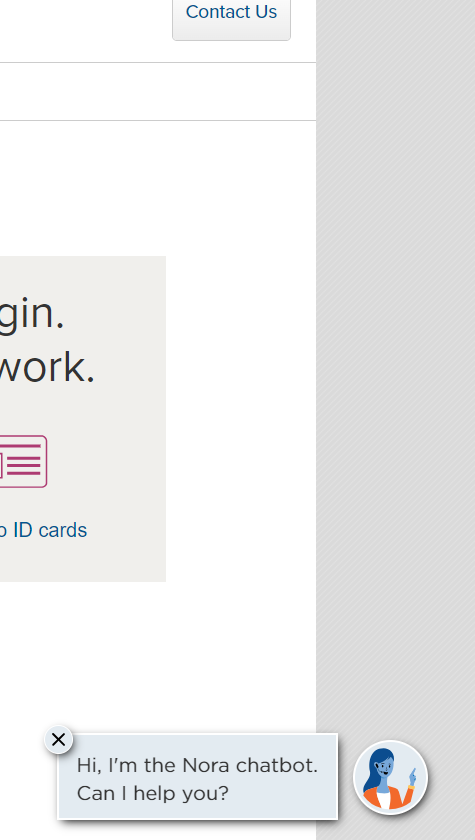 Contact Us
gin.
work.
o ID cards
Hi, I'm the Nora chatbot.
Can I help you?